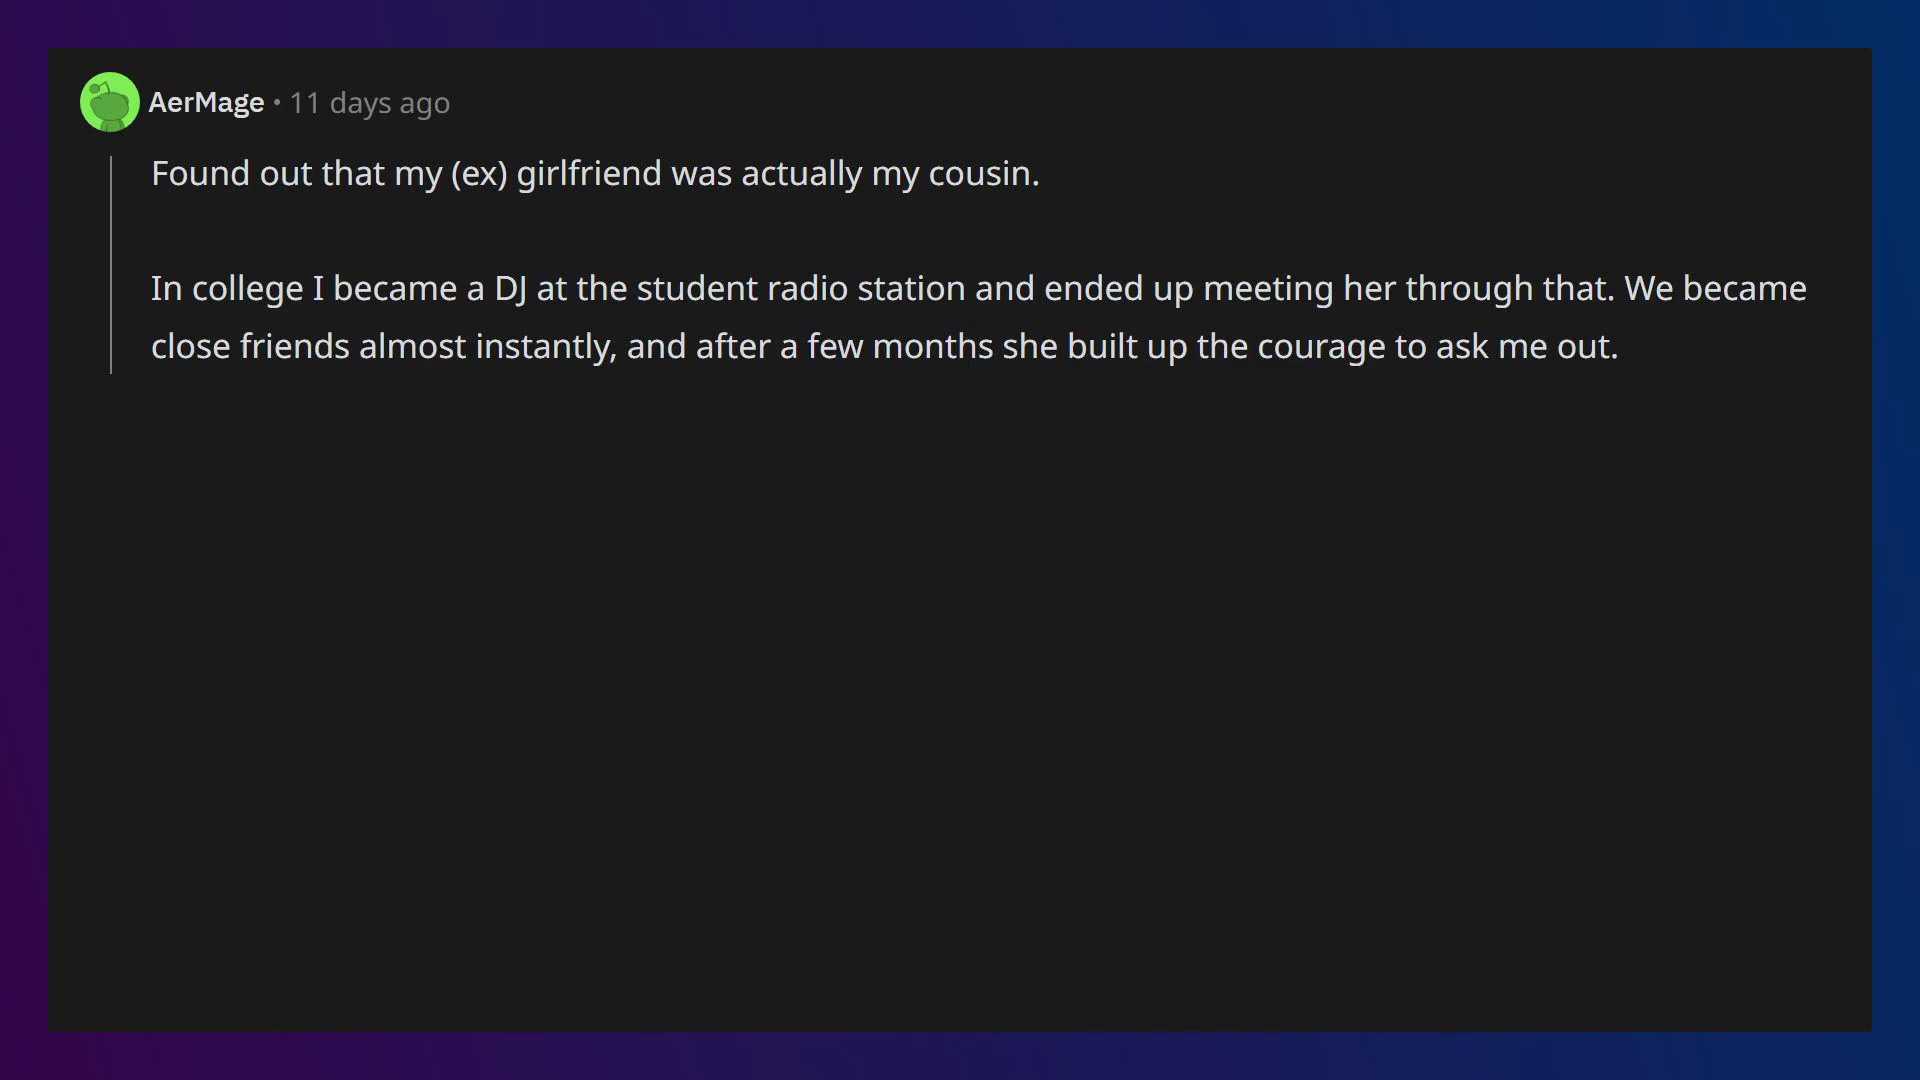 AerMage • 11 days ago
Found out that my (ex) girlfriend was actually my cousin.
In college I became a DJ at the student radio station and ended up meeting her through that. We became
close friends almost instantly, and after a few months she built up the courage to ask me out.